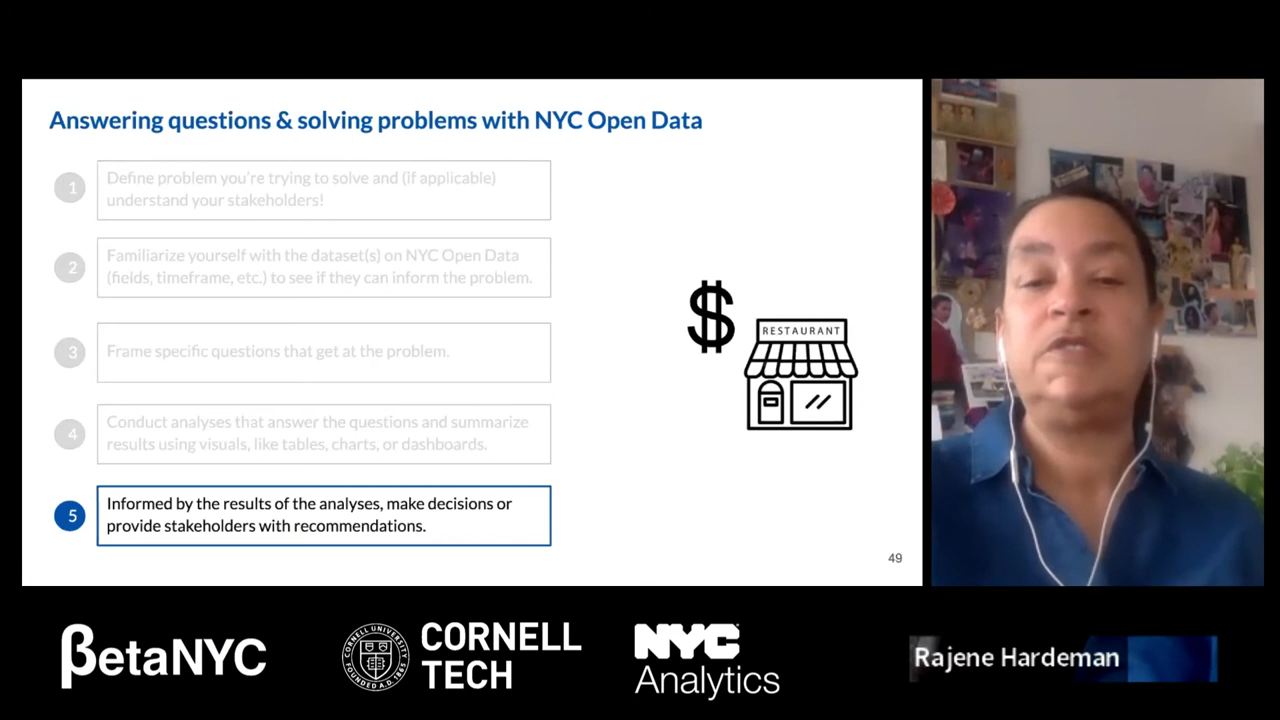 Answering questions & solving problems with NYC Open Data
1
Define problem you're trying to solve and (if applicable)
understand your stakeholders!
2
Familiarize yourself with the dataset(s) on NYC Open Data
(fields, timeframe, etc.) to see if they can inform the problem.
3
Frame specific questions that get at the problem.
4
Conduct analyses that answer the questions and summarize
results using visuals, like tables, charts, or dashboards.
5
Informed by the results of the analyses, make decisions or
provide stakeholders with recommendations.
$
RESTAURANT
49
βetaNYC
CORNELL UNIVERSITY
FOUNDED A.D. 1865
CORNELL
TECH
NYC
Analytics
Rajene Hardeman